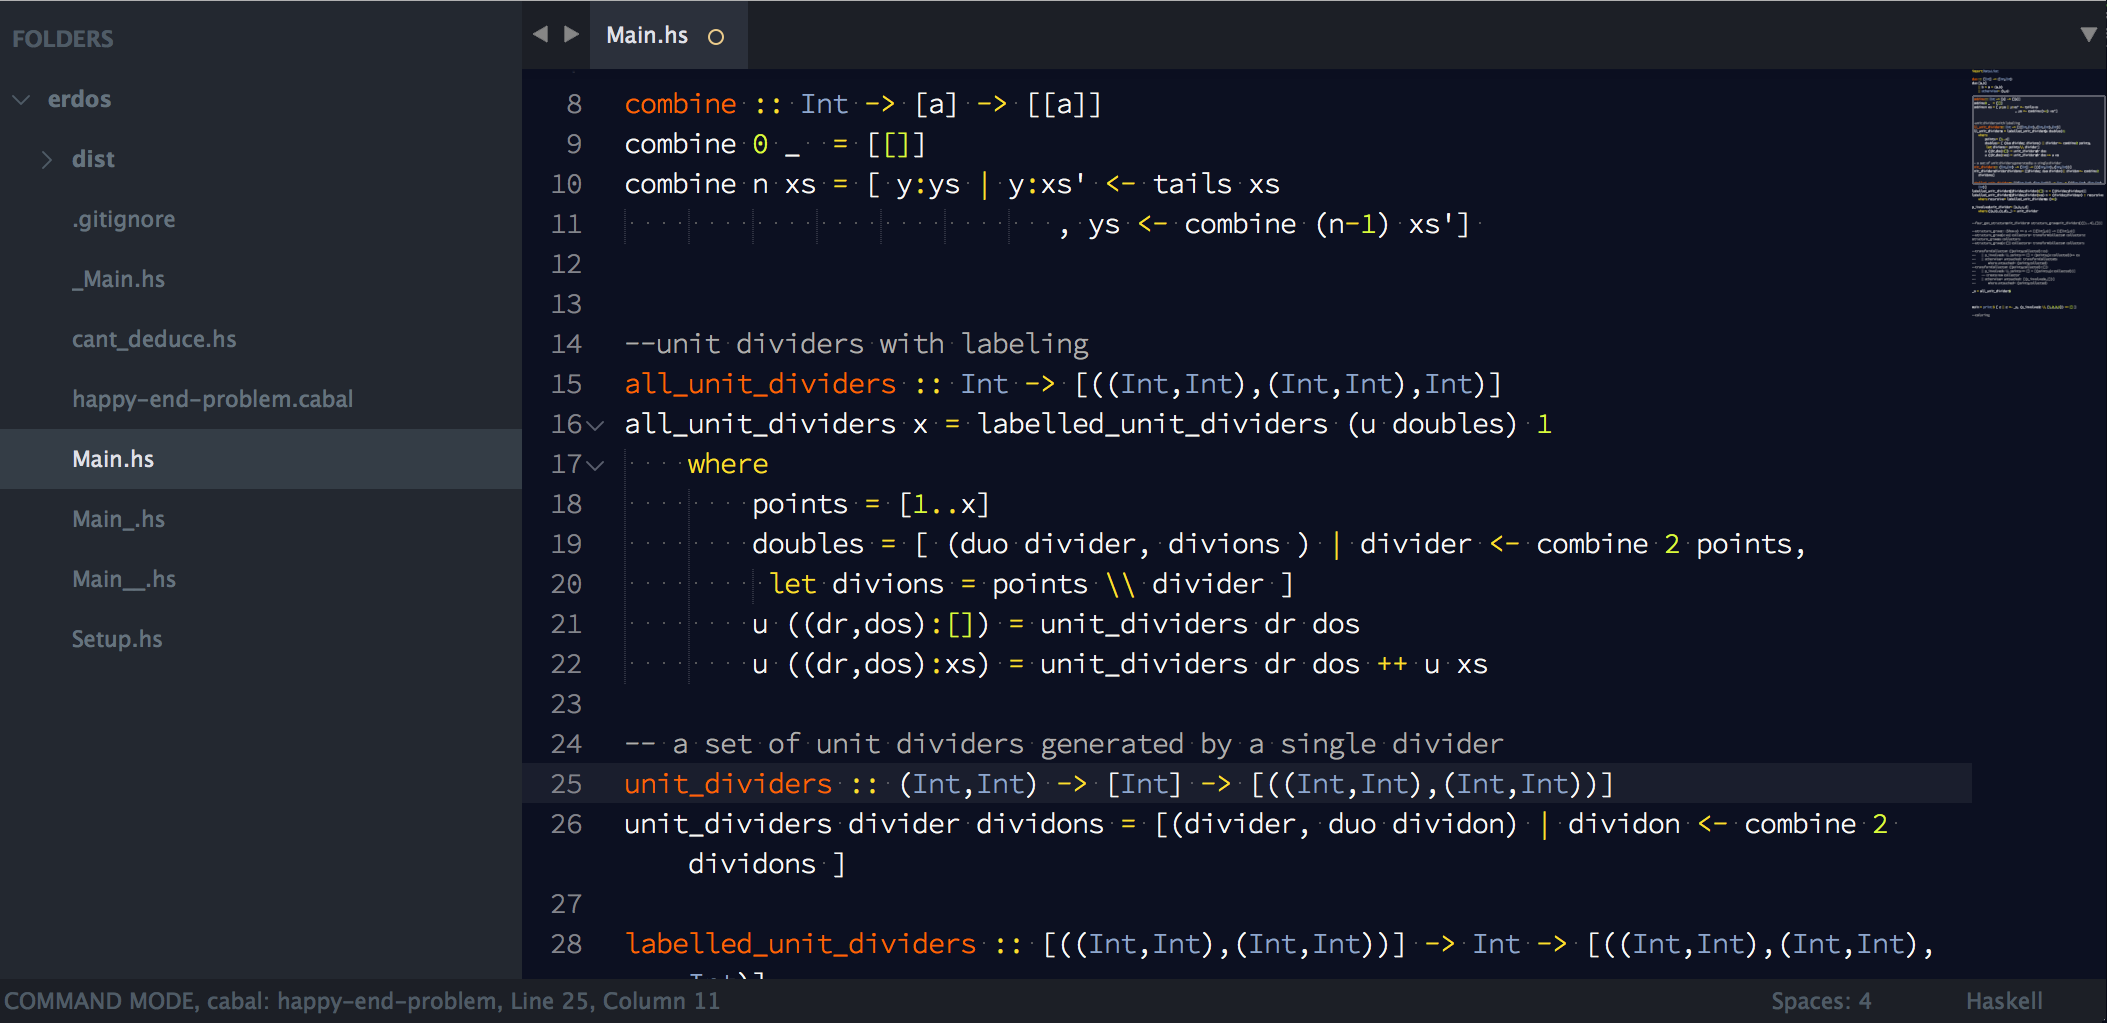 FOLDERS
erdos
dist
.gitignore
_Main.hs
cant_deduce.hs
happy-end-problem.cabal
Main.hs
Main_.hs
Main__.hs
Setup.hs
Main.hs
8 combine :: Int -> [a] -> [[a]]
9 combine 0 _  = [[]]
10 combine n xs = [ y:ys | y:xs' <- tails xs
11                            , ys <- combine (n-1) xs']
12
13
14 --unit dividers with labeling
15 all_unit_dividers :: Int -> [((Int,Int),(Int,Int),Int)]
16 all_unit_dividers x = labelled_unit_dividers (u doubles) 1
17     where
18         points = [1..x]
19         doubles = [ (duo divider, divions ) | divider <- combine 2 points,
20          let divions = points \\ divider ]
21         u ((dr,dos):[]) = unit_dividers dr dos
22         u ((dr,dos):xs) = unit_dividers dr dos ++ u xs
23
24 -- a set of unit dividers generated by a single divider
25 unit_dividers :: (Int,Int) -> [Int] -> [((Int,Int),(Int,Int))]
26 unit_dividers divider dividons = [(divider, duo dividon) | dividon <- combine 2
    dividons ]
27
28 labelled_unit_dividers :: [((Int,Int),(Int,Int))] -> Int -> [((Int,Int),(Int,Int),
    Int)]
COMMAND MODE, cabal: happy-end-problem, Line 25, Column 11
Spaces: 4
Haskell